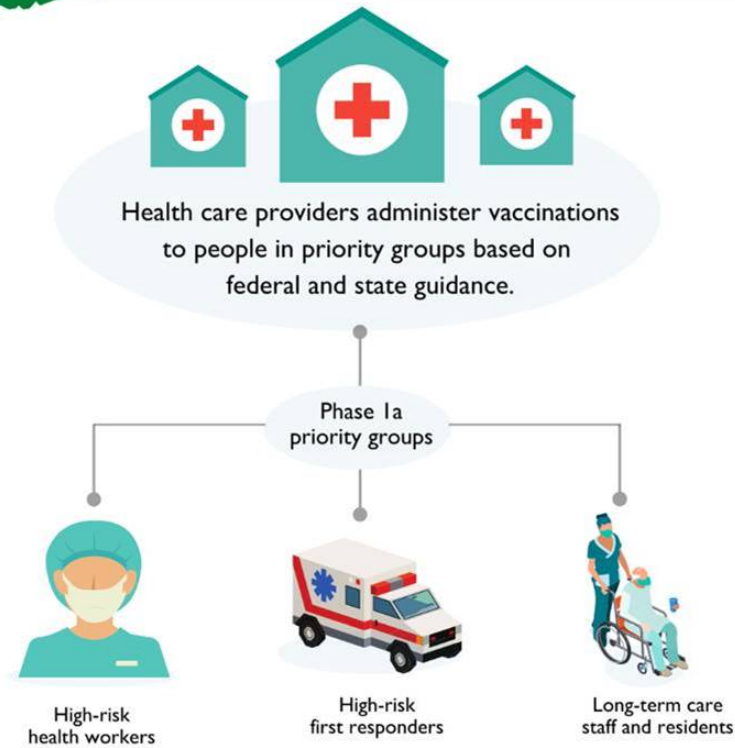 Health care providers administer vaccinations
to people in priority groups based on
federal and state guidance.
Phase 1a
priority groups
High-risk
health workers
High-risk
first responders
Long-term care
staff and residents